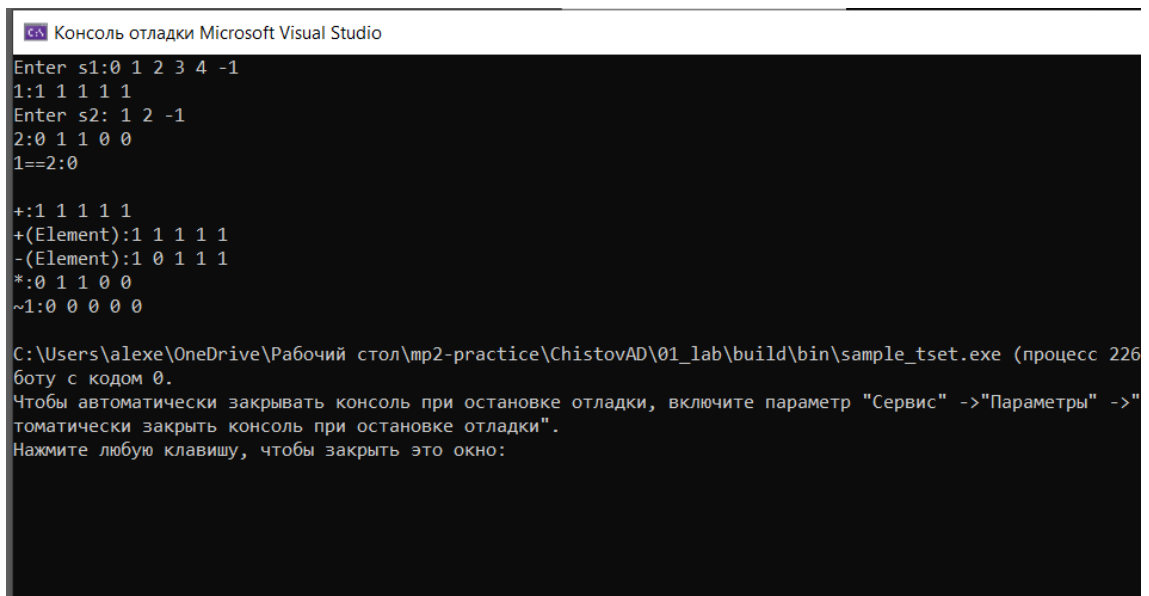 Консоль отладки Microsoft Visual Studio
Enter s1:0 1 2 3 4 -1
1:1 1 1 1 1
Enter s2: 1 2 -1
2:0 1 1 0 0
1==2:0
+:1 1 1 1 1
+(Element):1 1 1 1 1
-(Element):1 0 1 1 1
*:0 1 1 0 0
~1:0 0 0 0 0
C:\Users\alexe\OneDrive\Рабочий стол\mp2-practice\ChistovAD\01_lab\build\bin\sample_tset.exe (процесс 226
боту с кодом 0.
Чтобы автоматически закрывать консоль при остановке отладки, включите параметр "Сервис" ->"Параметры" ->"
томатически закрыть консоль при остановке отладки".
Нажмите любую клавишу, чтобы закрыть это окно: